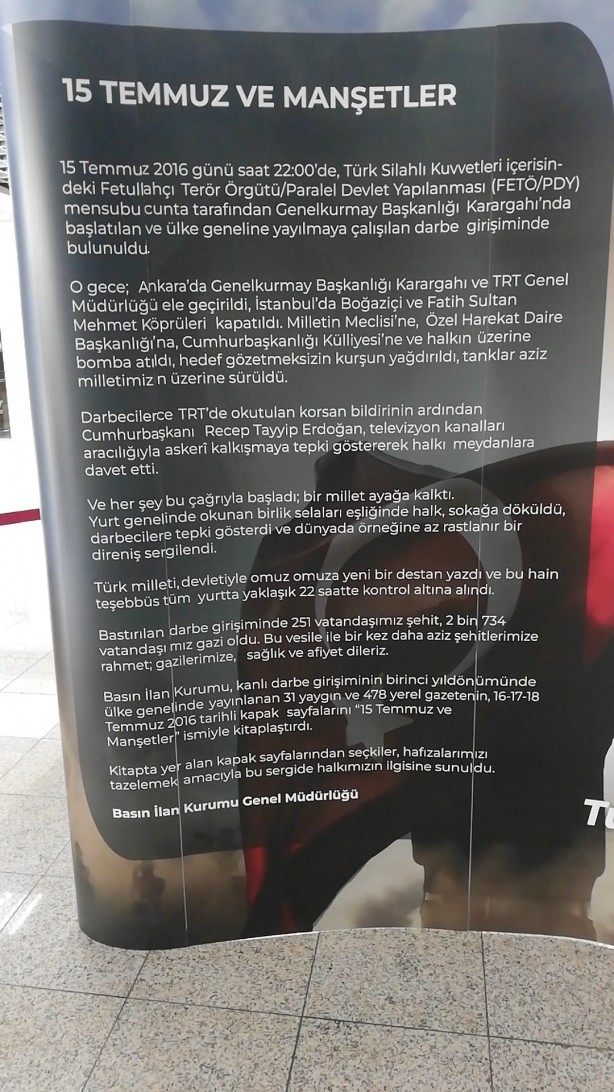 15 TEMMUZ VE MANŞETLER
15 Temmuz 2016 günü saat 22:00'de, Türk Silahlı Kuvvetleri içerisin-
deki Fetullahçı Terör Örgütü/Paralel Devlet Yapılanması (FETÖ/PDY)
mensubu cunta tarafından Genelkurmay Başkanlığı Karargahı'nda
başlatılan ve ülke geneline yayılmaya çalışılan darbe girişiminde
bulunuldu.
O gece; Ankara'da Genelkurmay Başkanlığı Karargahı ve TRT Genel
Müdürlüğü ele geçirildi, İstanbul'da Boğaziçi ve Fatih Sultan
Mehmet Köprüleri kapatıldı. Milletin Meclisi'ne, Özel Harekat Daire
Başkanlığı'na, Cumhurbaşkanlığı Külliyesi'ne ve halkın üzerine
bomba atıldı, hedef gözetmeksizin kurşun yağdırıldı, tanklar aziz
milletimiz n üzerine sürüldü.
Darbecilerce TRT'de okutulan korsan bildirinin ardından
Cumhurbaşkanı Recep Tayyip Erdoğan, televizyon kanalları
aracılığıyla askerî kalkışmaya tepki göstererek halkı meydanlara
davet etti.
Ve her şey bu çağrıyla başladı; bir millet ayağa kalktı.
Yurt genelinde okunan birlik selaları eşliğinde halk, sokağa döküldü,
darbecilere tepki gösterdi ve dünyada örneğine az rastlanır bir
direniş sergilendi.
Türk milleti, devletiyle omuz omuza yeni bir destan yazdı ve bu hain
teşebbüs tüm yurtta yaklaşık 22 saatte kontrol altına alındı.
Bastırılan darbe girişiminde 251 vatandaşımız şehit, 2 bin 734
vatandaşı mız gazi oldu. Bu vesile ile bir kez daha aziz şehitlerimize
rahmet; gazilerimize, sağlık ve afiyet dileriz.
Basın İlan Kurumu, kanlı darbe girişiminin birinci yıldönümünde
ülke genelinde yayınlanan 31 yaygın ve 478 yerel gazetenin, 16-17-18
Temmuz 2016 tarihli kapak sayfalarını "15 Temmuz ve
Manşetler" ismiyle kitaplaştırdı.
Kitapta yer alan kapak sayfalarından seçkiler, hafızalarımızı
tazelemek amacıyla bu sergide halkımızın ilgisine sunuldu.
Basın İlan Kurumu Genel Müdürlüğü